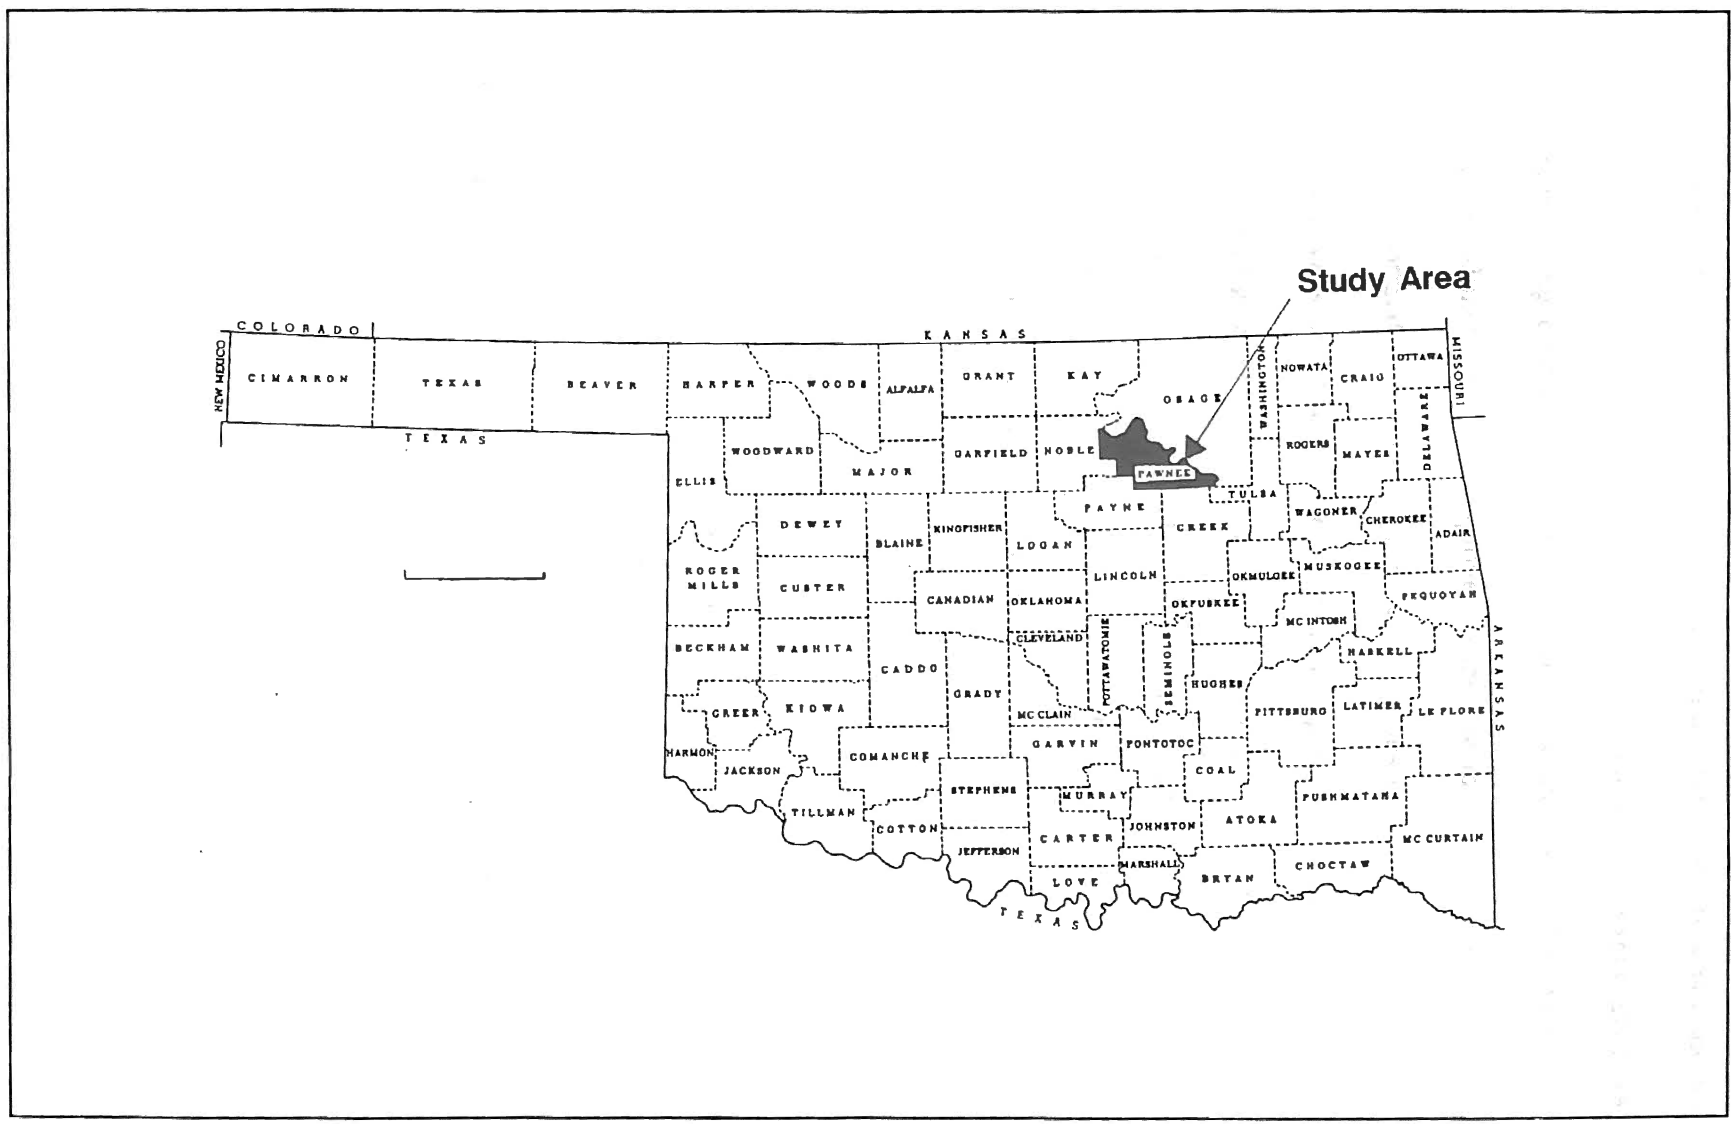 Study Area
COLORADO
KANSAS
NEW MEXICO
MISSOURI
CIMARRON
TEXAS
BEAVER
HARPER
WOODS
ALFALFA
GRANT
KAY
OSAGE
WASHINGTON
NOWATA
CRAIG
OTTAWA
TEXAS
ELLIS
WOODWARD
MAJOR
GARFIELD
NOBLE
PAWNEE
ROGERS
MAYES
DELAWARE
DEWEY
BLAINE
KINGFISHER
LOGAN
PAYNE
CREEK
TULSA
WAGONER
CHEROKEE
ADAIR
ROGER
MILLS
CUSTER
CANADIAN
OKLAHOMA
LINCOLN
OKFUSKEE
OKMULGEE
MUSKOGEE
SEQUOYAH
BECKHAM
WASHITA
CADDO
GRADY
CLEVELAND
POTTAWATOMIE
SEMINOLE
HUGHES
MC INTOSH
HASKELL
ARKANSAS
GREER
KIOWA
MC CLAIN
PITTSBURG
LATIMER
LE FLORE
HARMON
JACKSON
COMANCHE
GARVIN
PONTOTOC
COAL
TILLMAN
COTTON
STEPHENS
MURRAY
JOHNSTON
ATOKA
PUSHMATAHA
JEFFERSON
CARTER
MARSHALL
MC CURTAIN
LOVE
BRYAN
CHOCTAW
TEXAS